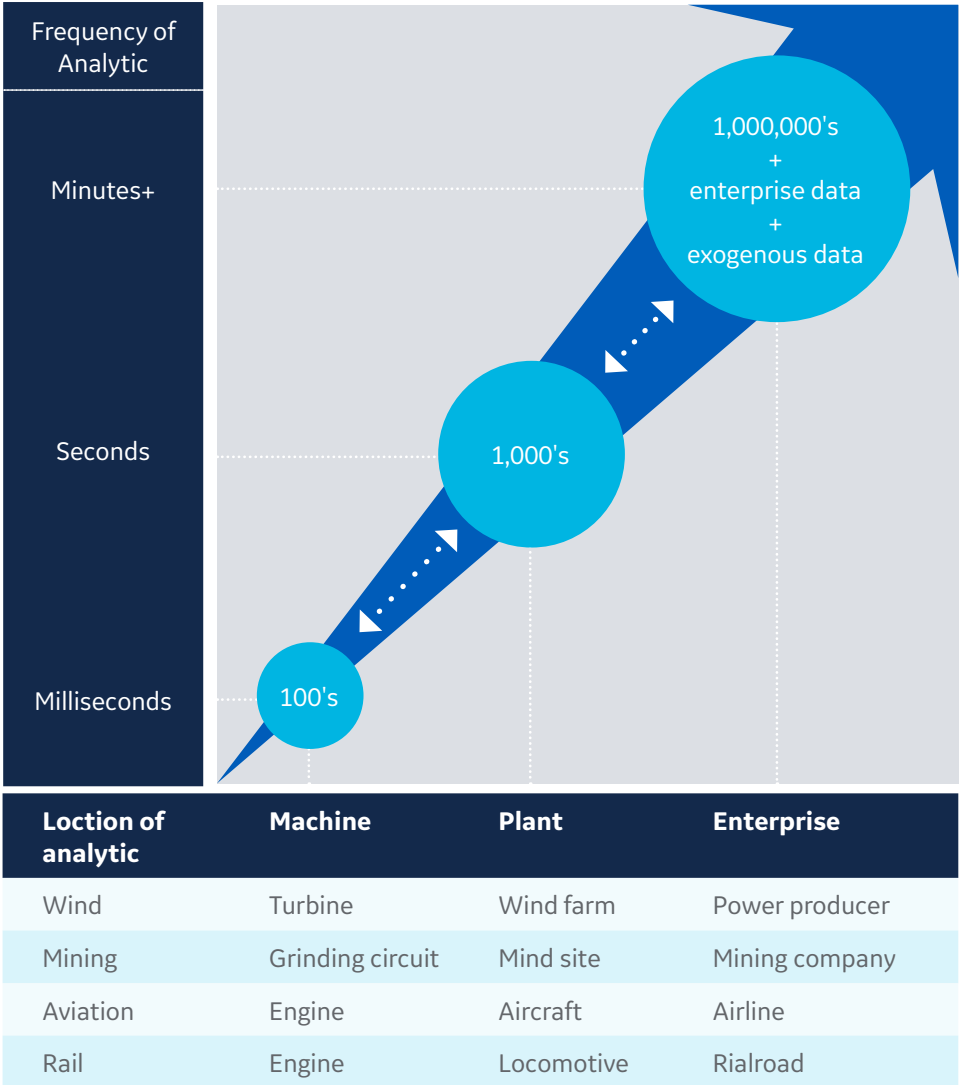 Frequency of
Analytic
Minutes+
Seconds
Milliseconds
1,000,000's
+
enterprise data
+
exogenous data
1,000's
100's
Loction of
analytic
Machine
Plant
Enterprise
Wind
Turbine
Wind farm
Power producer
Mining
Grinding circuit
Mind site
Mining company
Aviation
Engine
Aircraft
Airline
Rail
Engine
Locomotive
Rialroad